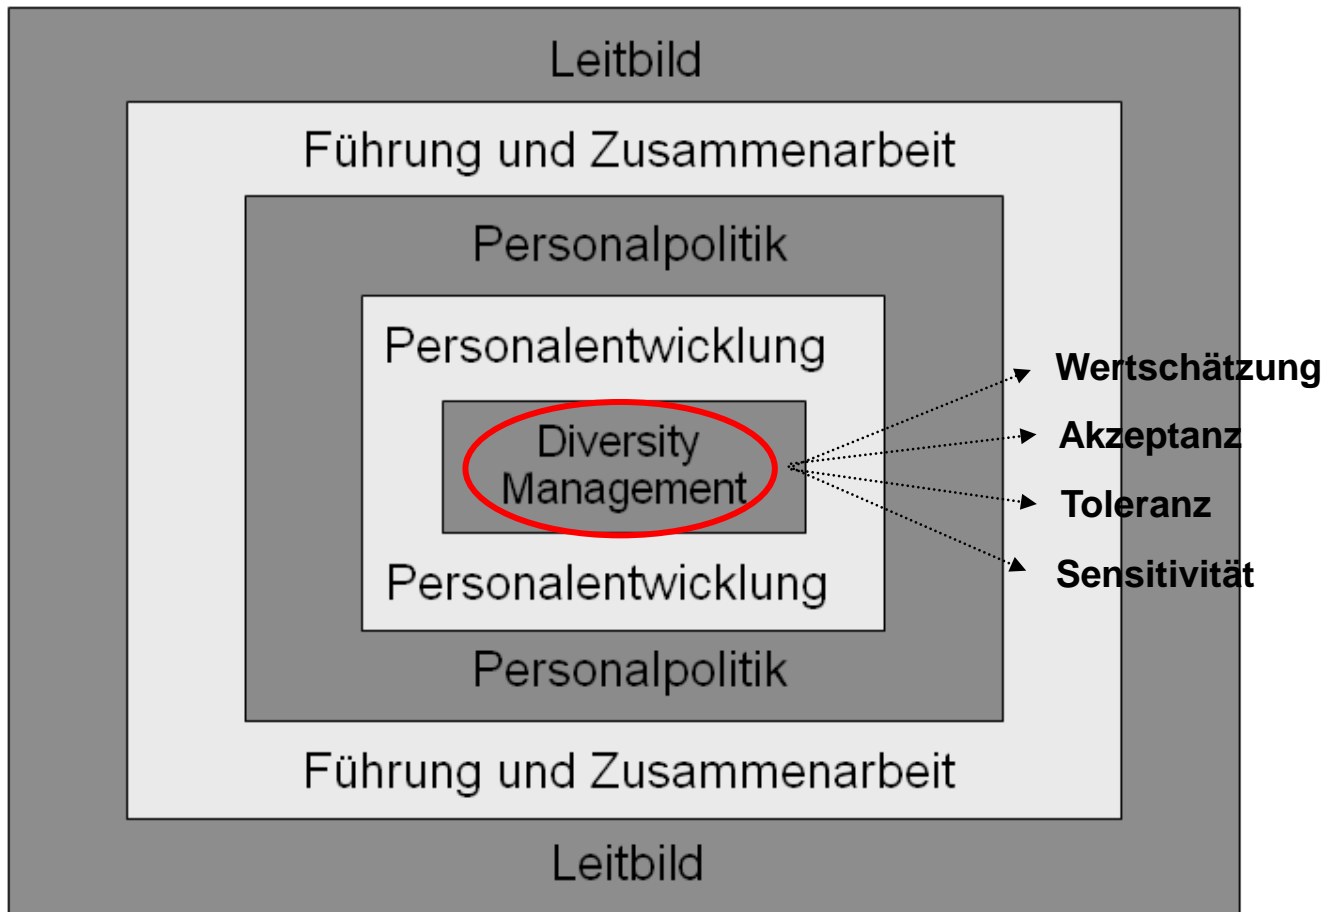 Leitbild
Führung und Zusammenarbeit
Personalpolitik
Personalentwicklung
Diversity
Management
Wertschätzung
Akzeptanz
Toleranz
Sensitivität
Personalentwicklung
Personalpolitik
Führung und Zusammenarbeit
Leitbild